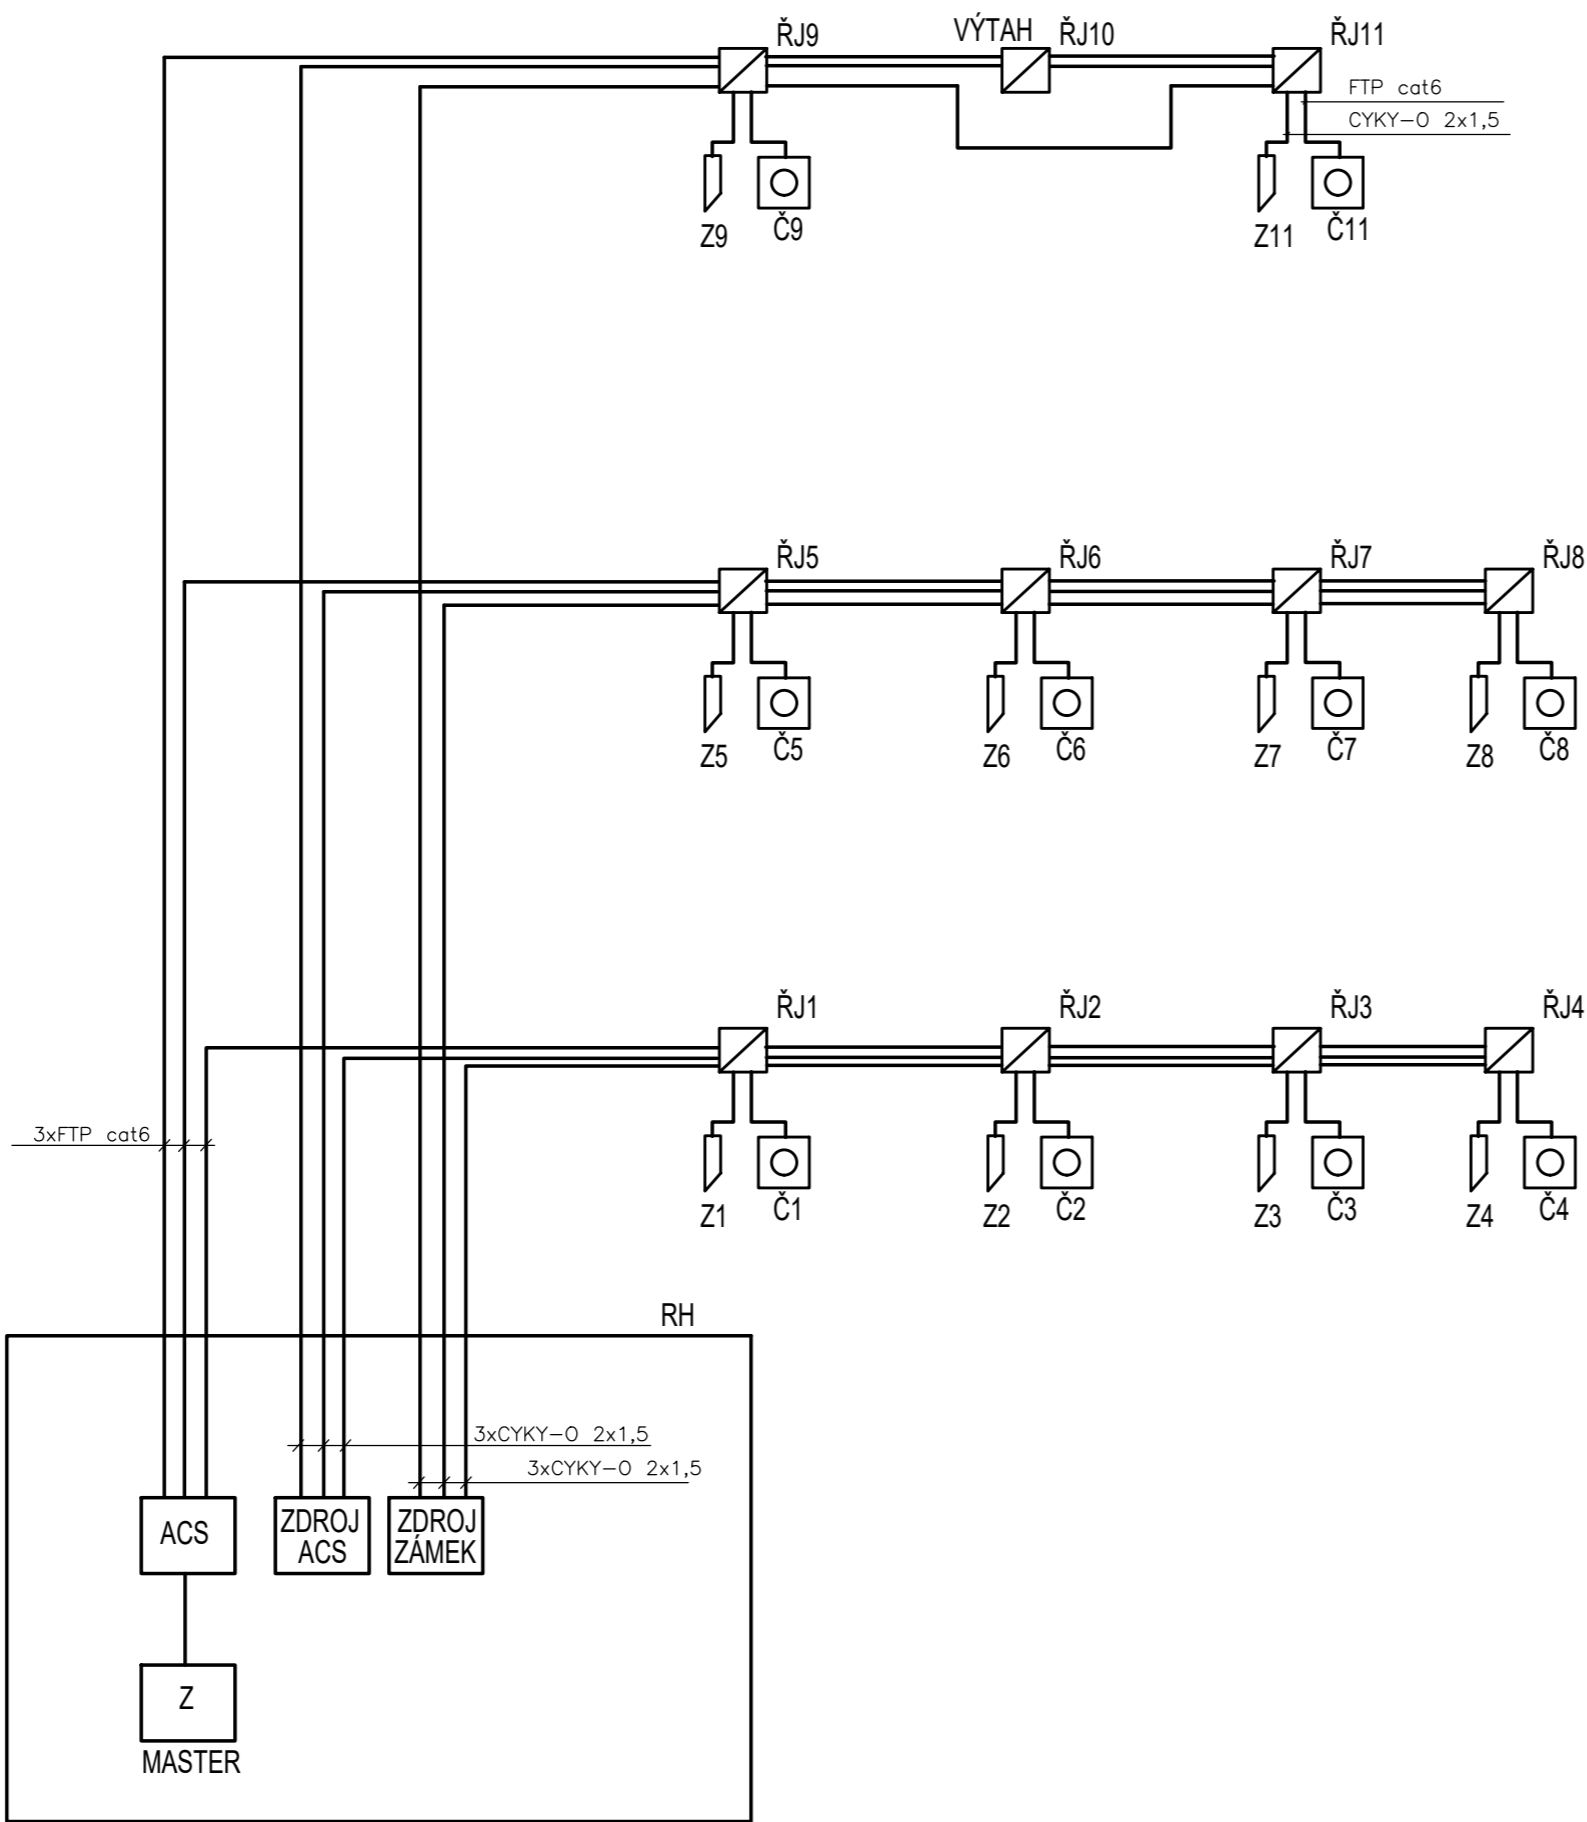 ŘJ9
VÝTAH
ŘJ10
ŘJ11
FTP cat6
CYKY-O 2x1,5
Z9
Č9
Z11
Č11
ŘJ5
ŘJ6
ŘJ7
ŘJ8
Z5
Č5
Z6
Č6
Z7
Č7
Z8
Č8
ŘJ1
ŘJ2
ŘJ3
ŘJ4
3xFTP cat6
Z1
Č1
Z2
Č2
Z3
Č3
Z4
Č4
RH
3xCYKY-O 2x1,5
3xCYKY-O 2x1,5
ACS
ZDROJ
ACS
ZDROJ
ZÁMEK
Z
MASTER